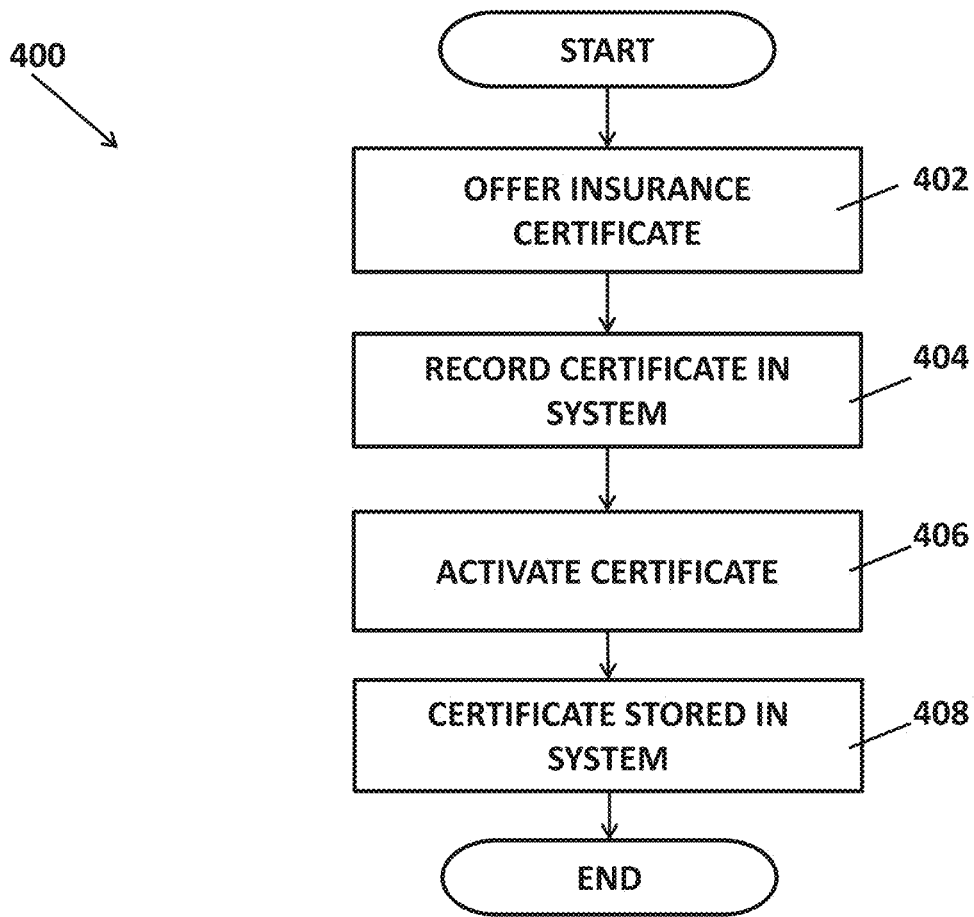 400
START
OFFER INSURANCE
CERTIFICATE
402
RECORD CERTIFICATE IN
SYSTEM
404
ACTIVATE CERTIFICATE
406
CERTIFICATE STORED IN
SYSTEM
408
END